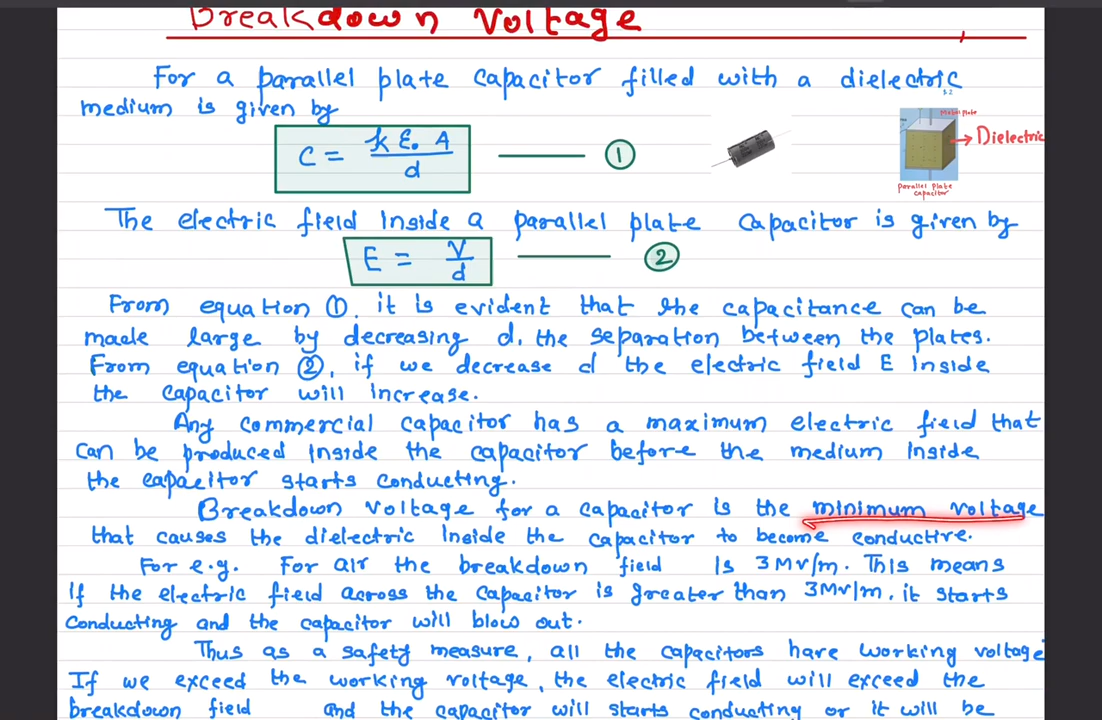 Breakdown Voltage
For a parallel plate capacitor filled with a dielectric
medium is given by
C = k ε₀ A / d ①
Metal plate
Dielectric
parallel plate
capacitor
The electric field inside a parallel plate capacitor is given by
E = V / d ②
From equation ①, it is evident that the capacitance can be
made large by decreasing d, the separation between the plates.
From equation ②, if we decrease d the electric field E inside
the capacitor will increase.
Any commercial capacitor has a maximum electric field that
can be produced inside the capacitor before the medium inside
the capacitor starts conducting.
Breakdown voltage for a capacitor is the minimum voltage
that causes the dielectric inside the capacitor to become conductive.
For e.g. For air the breakdown field is 3MV/m. This means
if the electric field across the capacitor is greater than 3MV/m, it starts
conducting and the capacitor will blow out.
Thus as a safety measure, all the capacitors have working voltage
If we exceed the working voltage, the electric field will exceed the
breakdown field and the capacitor will starts conducting or it will be